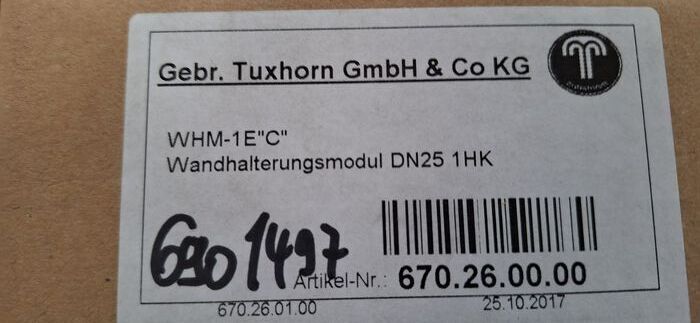 Gebr. Tuxhorn GmbH & Co KG
WHM-1E"C"
Wandhalterungsmodul DN25 1HK
6901497
Artikel-Nr.: 670.26.00.00
670.26.01.00 25.10.2017